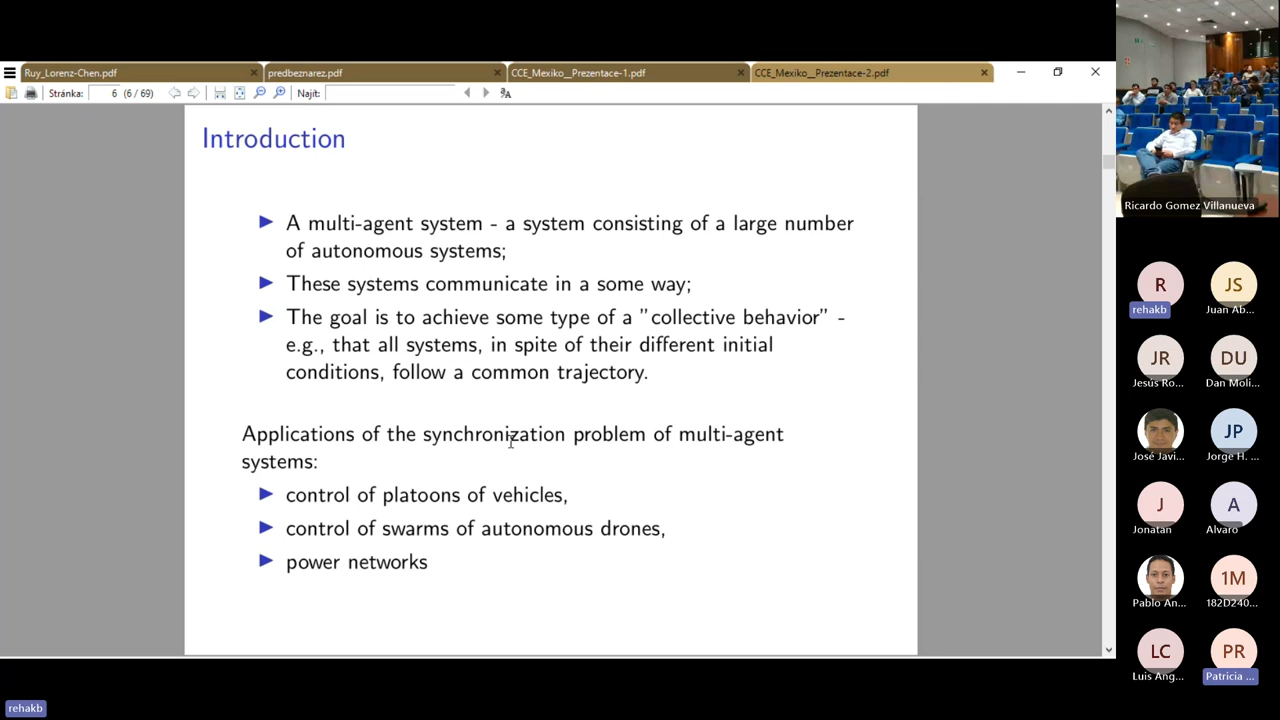 Ruy_Lorenz-Chen.pdf
predbeznarez.pdf
CCE_Mexiko__Prezentace-1.pdf
CCE_Mexiko__Prezentace-2.pdf
Stránka:
6 (6 / 69)
Najít:
Introduction
A multi-agent system - a system consisting of a large number
of autonomous systems;
These systems communicate in a some way;
The goal is to achieve some type of a "collective behavior" -
e.g., that all systems, in spite of their different initial
conditions, follow a common trajectory.
Applications of the synchronization problem of multi-agent
systems:
control of platoons of vehicles,
control of swarms of autonomous drones,
power networks
rehakb
Ricardo Gomez Villanueva
R
rehakb
JS
Juan Ab...
JR
Jesús Ro...
DU
Dan Moli...
José Javi...
JP
Jorge H. ...
J
Jonatan
A
Alvaro
Pablo An...
1M
182D240...
LC
Luis Ang...
PR
Patricia ...